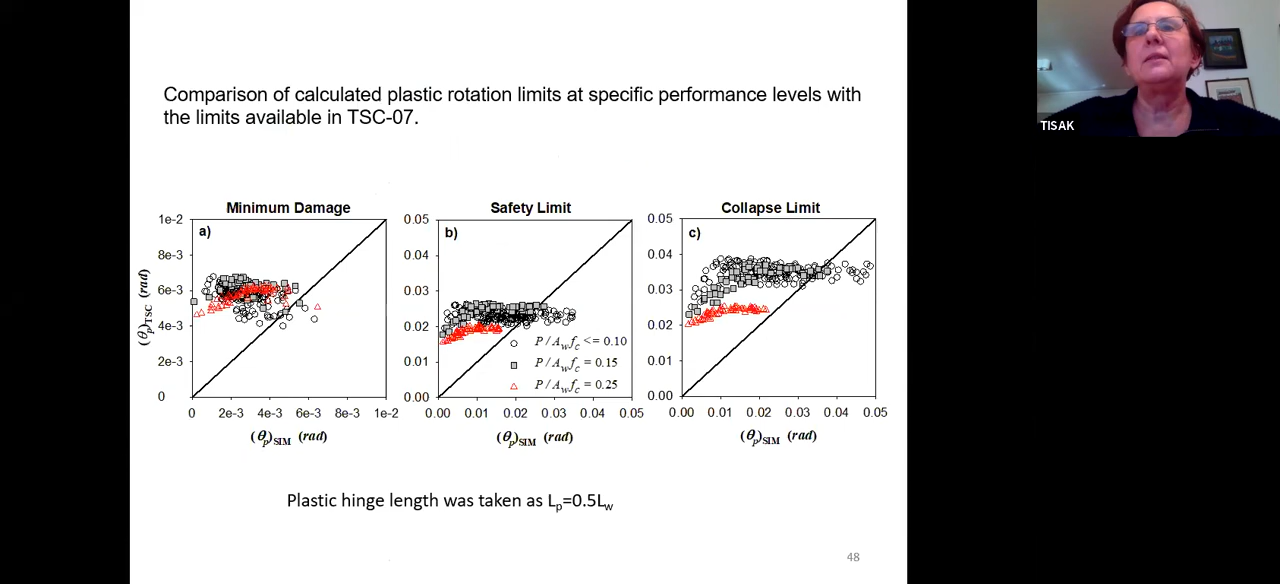 Comparison of calculated plastic rotation limits at specific performance levels with
the limits available in TSC-07.
TISAK
Minimum Damage
Safety Limit
Collapse Limit
a)
b)
c)
1e-2
8e-3
6e-3
4e-3
2e-3
0
(θp)TSC (rad)
0 2e-3 4e-3 6e-3 8e-3 1e-2
(θp)SIM (rad)
0.05
0.04
0.03
0.02
0.01
0.00
0.00 0.01 0.02 0.03 0.04 0.05
(θp)SIM (rad)
P/Awfc <= 0.10
P/Awfc = 0.15
P/Awfc = 0.25
0.05
0.04
0.03
0.02
0.01
0.00
0.00 0.01 0.02 0.03 0.04 0.05
(θp)SIM (rad)
Plastic hinge length was taken as Lp=0.5Lw
48